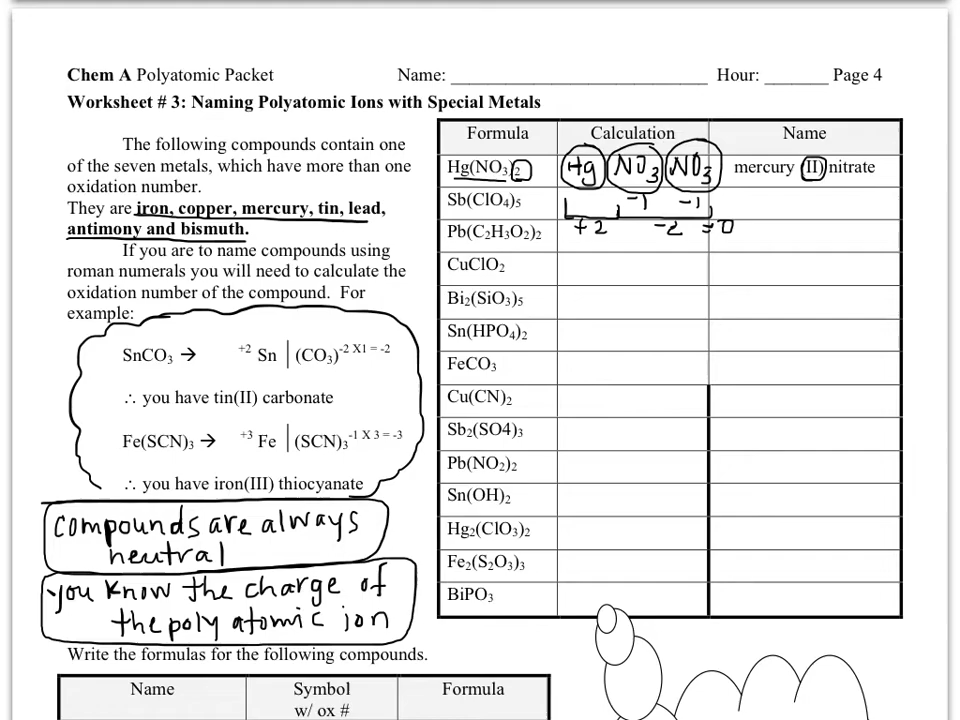 Chem A Polyatomic Packet Name: ____________________________ Hour: _______ Page 4
Worksheet # 3: Naming Polyatomic Ions with Special Metals
The following compounds contain one
of the seven metals, which have more than one
oxidation number.
They are iron, copper, mercury, tin, lead,
antimony and bismuth.
If you are to name compounds using
roman numerals you will need to calculate the
oxidation number of the compound. For
example:
SnCO₃ → ⁺² Sn | (CO₃)⁻² ˣ¹ ⁼ ⁻²
∴ you have tin(II) carbonate
Fe(SCN)₃ → ⁺³ Fe | (SCN)₃⁻¹ ˣ ³ ⁼ ⁻³
∴ you have iron(III) thiocyanate
compounds are always
neutral
you know the charge of
the poly atomic ion
Formula Calculation Name
Hg(NO₃)₂ Hg NO₃ NO₃ mercury (II) nitrate
Sb(ClO₄)₅ -1 -1
Pb(C₂H₃O₂)₂ +2 -2 =0
CuClO₂
Bi₂(SiO₃)₅
Sn(HPO₄)₂
FeCO₃
Cu(CN)₂
Sb₂(SO4)₃
Pb(NO₂)₂
Sn(OH)₂
Hg₂(ClO₃)₂
Fe₂(S₂O₃)₃
BiPO₃
Write the formulas for the following compounds.
Name Symbol Formula
w/ ox #